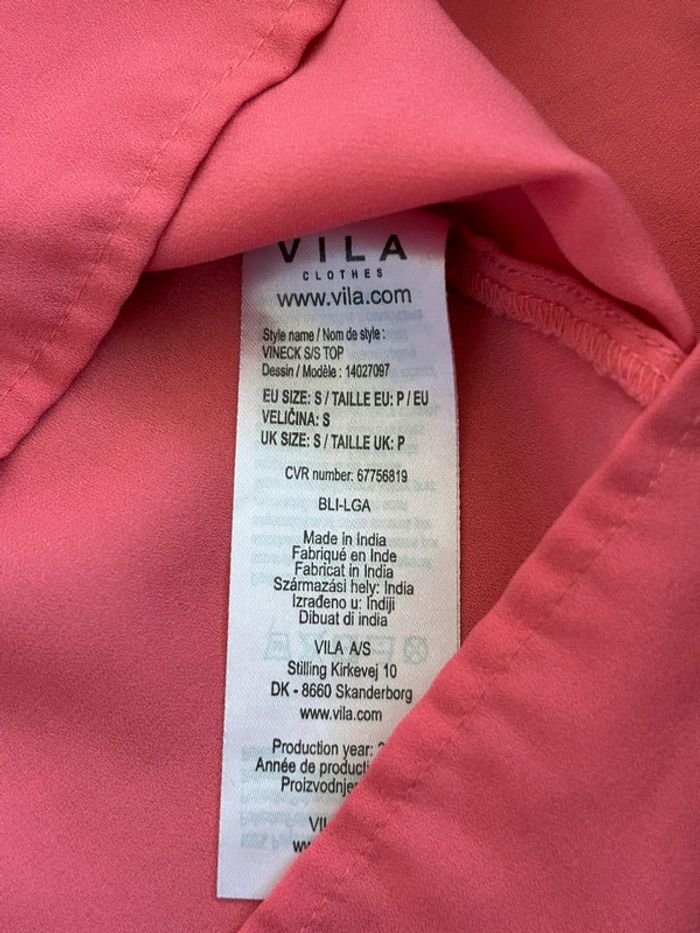 VILA
CLOTHES
www.vila.com
Style name / Nom de style :
VINECK S/S TOP
Dessin / Modèle : 14027097
EU SIZE: S / TAILLE EU: P / EU
VELIČINA: S
UK SIZE: S / TAILLE UK: P
CVR number: 67756819
BLI-LGA
Made in India
Fabriqué en Inde
Fabricat in India
Származási hely: India
Izrađeno u: Indiji
Dibuat di india
VILA A/S
Stilling Kirkevej 10
DK - 8660 Skanderborg
www.vila.com
Production year:
Année de